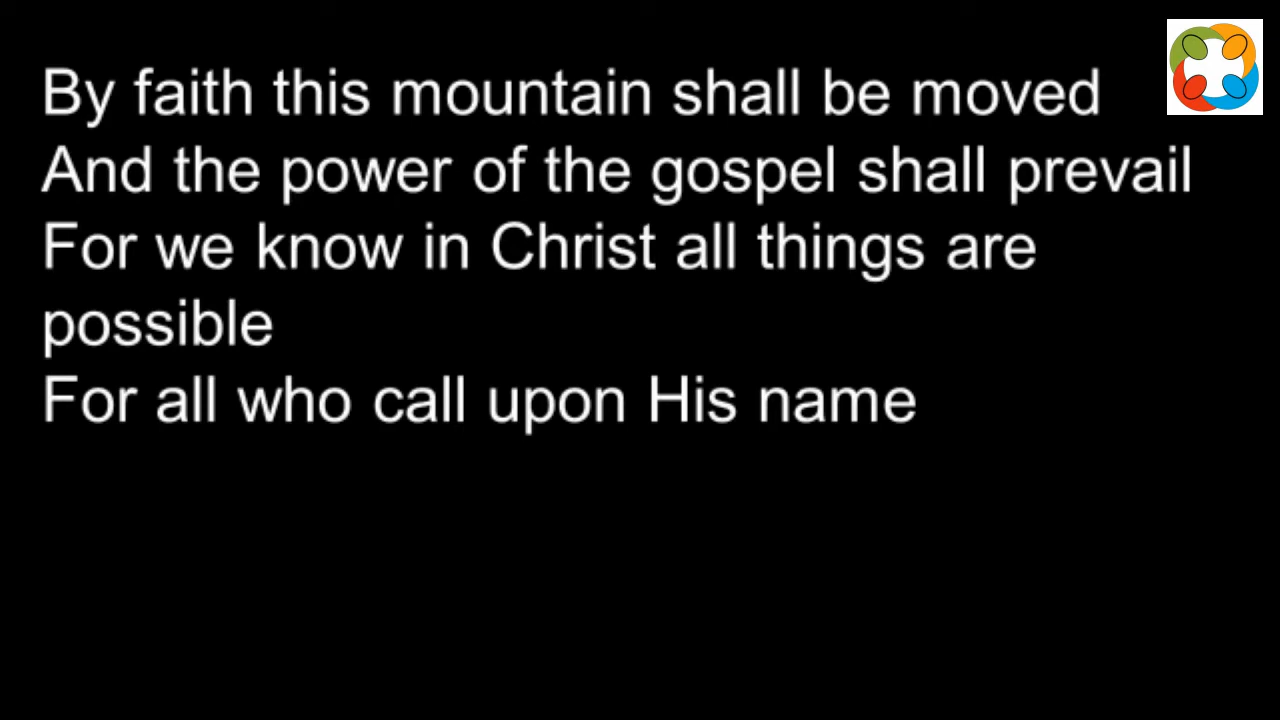 By faith this mountain shall be moved
And the power of the gospel shall prevail
For we know in Christ all things are
possible
For all who call upon His name